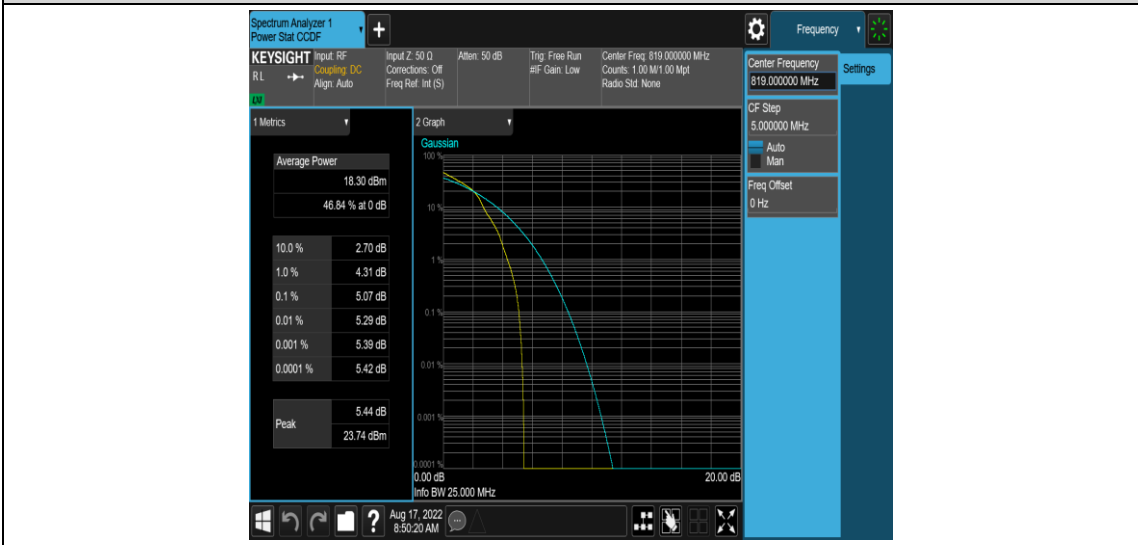 Spectrum Analyzer 1
Power Stat CCDF
+
Frequency
KEYSIGHT
RL
LXI
Input: RF
Coupling: DC
Align: Auto
Input Z: 50 Ω
Corrections: Off
Freq Ref: Int (S)
Atten: 50 dB
Trig: Free Run
#IF Gain: Low
Center Freq: 819.000000 MHz
Counts: 1.00 M/1.00 Mpt
Radio Std: None
Center Frequency
819.000000 MHz
Settings
CF Step
5.000000 MHz
Auto
Man
Freq Offset
0 Hz
1 Metrics
Average Power
18.30 dBm
46.84 % at 0 dB
10.0 % 2.70 dB
1.0 % 4.31 dB
0.1 % 5.07 dB
0.01 % 5.29 dB
0.001 % 5.39 dB
0.0001 % 5.42 dB
Peak 5.44 dB
23.74 dBm
2 Graph
Gaussian
100 %
10 %
1 %
0.1 %
0.01 %
0.001 %
0.0001 %
0.00 dB 20.00 dB
Info BW 25.000 MHz
?
Aug 17, 2022
8:50:20 AM